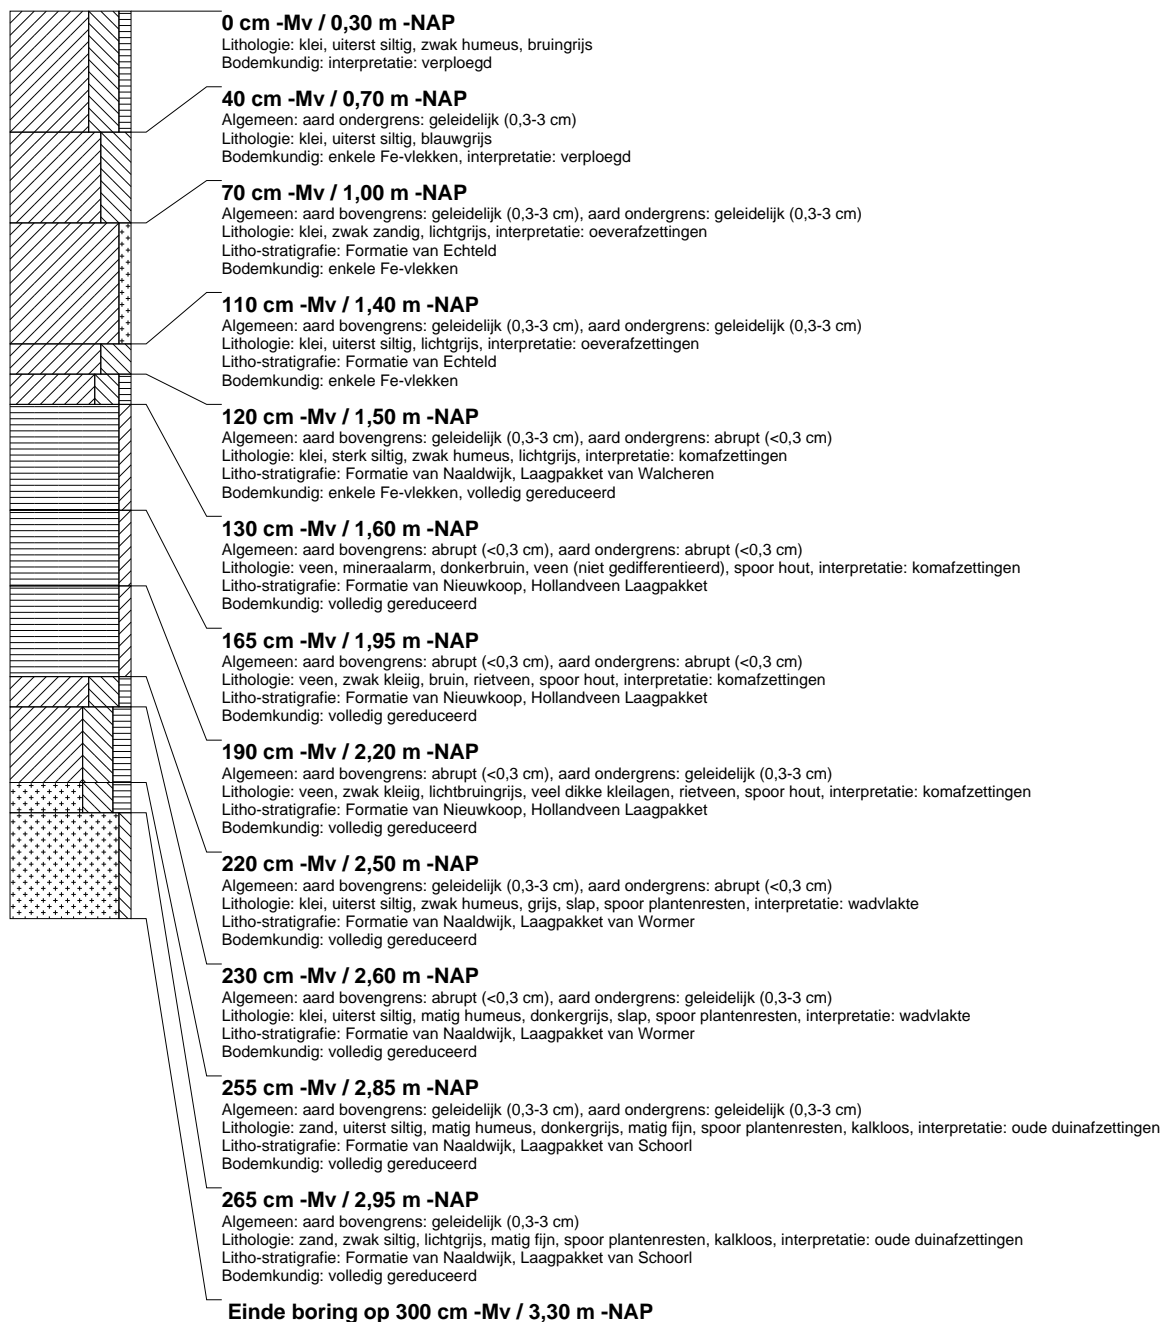 0 cm -Mv / 0,30 m -NAP
Lithologie: klei, uiterst siltig, zwak humeus, bruingrijs
Bodemkundig: interpretatie: verploegd
40 cm -Mv / 0,70 m -NAP
Algemeen: aard ondergrens: geleidelijk (0,3-3 cm)
Lithologie: klei, uiterst siltig, blauwgrijs
Bodemkundig: enkele Fe-vlekken, interpretatie: verploegd
70 cm -Mv / 1,00 m -NAP
Algemeen: aard bovengrens: geleidelijk (0,3-3 cm), aard ondergrens: geleidelijk (0,3-3 cm)
Lithologie: klei, zwak zandig, lichtgrijs, interpretatie: oeverafzettingen
Litho-stratigrafie: Formatie van Echteld
Bodemkundig: enkele Fe-vlekken
110 cm -Mv / 1,40 m -NAP
Algemeen: aard bovengrens: geleidelijk (0,3-3 cm), aard ondergrens: geleidelijk (0,3-3 cm)
Lithologie: klei, uiterst siltig, lichtgrijs, interpretatie: oeverafzettingen
Litho-stratigrafie: Formatie van Echteld
Bodemkundig: enkele Fe-vlekken
120 cm -Mv / 1,50 m -NAP
Algemeen: aard bovengrens: geleidelijk (0,3-3 cm), aard ondergrens: abrupt (<0,3 cm)
Lithologie: klei, sterk siltig, zwak humeus, lichtgrijs, interpretatie: komafzettingen
Litho-stratigrafie: Formatie van Naaldwijk, Laagpakket van Walcheren
Bodemkundig: enkele Fe-vlekken, volledig gereduceerd
130 cm -Mv / 1,60 m -NAP
Algemeen: aard bovengrens: abrupt (<0,3 cm), aard ondergrens: abrupt (<0,3 cm)
Lithologie: veen, mineraalarm, donkerbruin, veen (niet gedifferentieerd), spoor hout, interpretatie: komafzettingen
Litho-stratigrafie: Formatie van Nieuwkoop, Hollandveen Laagpakket
Bodemkundig: volledig gereduceerd
165 cm -Mv / 1,95 m -NAP
Algemeen: aard bovengrens: abrupt (<0,3 cm), aard ondergrens: abrupt (<0,3 cm)
Lithologie: veen, zwak kleiig, bruin, rietveen, spoor hout, interpretatie: komafzettingen
Litho-stratigrafie: Formatie van Nieuwkoop, Hollandveen Laagpakket
Bodemkundig: volledig gereduceerd
190 cm -Mv / 2,20 m -NAP
Algemeen: aard bovengrens: abrupt (<0,3 cm), aard ondergrens: geleidelijk (0,3-3 cm)
Lithologie: veen, zwak kleiig, lichtbruingrijs, veel dikke kleilagen, rietveen, spoor hout, interpretatie: komafzettingen
Litho-stratigrafie: Formatie van Nieuwkoop, Hollandveen Laagpakket
Bodemkundig: volledig gereduceerd
220 cm -Mv / 2,50 m -NAP
Algemeen: aard bovengrens: geleidelijk (0,3-3 cm), aard ondergrens: abrupt (<0,3 cm)
Lithologie: klei, uiterst siltig, zwak humeus, grijs, slap, spoor plantenresten, interpretatie: wadvlakte
Litho-stratigrafie: Formatie van Naaldwijk, Laagpakket van Wormer
Bodemkundig: volledig gereduceerd
230 cm -Mv / 2,60 m -NAP
Algemeen: aard bovengrens: abrupt (<0,3 cm), aard ondergrens: geleidelijk (0,3-3 cm)
Lithologie: klei, uiterst siltig, matig humeus, donkergrijs, slap, spoor plantenresten, interpretatie: wadvlakte
Litho-stratigrafie: Formatie van Naaldwijk, Laagpakket van Wormer
Bodemkundig: volledig gereduceerd
255 cm -Mv / 2,85 m -NAP
Algemeen: aard bovengrens: geleidelijk (0,3-3 cm), aard ondergrens: geleidelijk (0,3-3 cm)
Lithologie: zand, uiterst siltig, matig humeus, donkergrijs, matig fijn, spoor plantenresten, kalkloos, interpretatie: oude duinafzettingen
Litho-stratigrafie: Formatie van Naaldwijk, Laagpakket van Schoorl
Bodemkundig: volledig gereduceerd
265 cm -Mv / 2,95 m -NAP
Algemeen: aard bovengrens: geleidelijk (0,3-3 cm)
Lithologie: zand, zwak siltig, lichtgrijs, matig fijn, spoor plantenresten, kalkloos, interpretatie: oude duinafzettingen
Litho-stratigrafie: Formatie van Naaldwijk, Laagpakket van Schoorl
Bodemkundig: volledig gereduceerd
Einde boring op 300 cm -Mv / 3,30 m -NAP